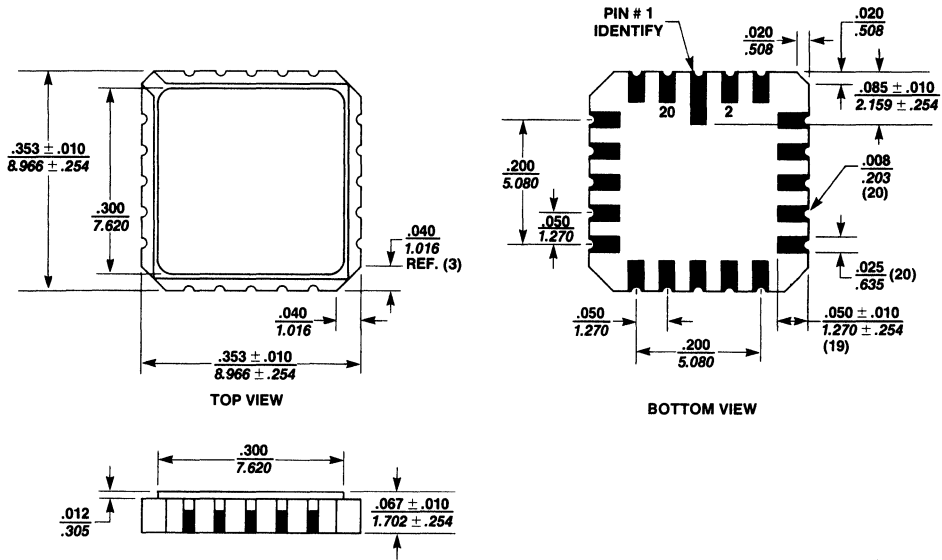 .353 ± .010
8.966 ± .254
.300
7.620
.040
1.016
REF. (3)
.040
1.016
.353 ± .010
8.966 ± .254
TOP VIEW
PIN # 1
IDENTIFY
.020
.508
.020
.508
.085 ± .010
2.159 ± .254
20
2
.200
5.080
.008
.203
(20)
.050
1.270
.025
.635
(20)
.050
1.270
.050 ± .010
1.270 ± .254
(19)
.200
5.080
BOTTOM VIEW
.300
7.620
.012
.305
.067 ± .010
1.702 ± .254